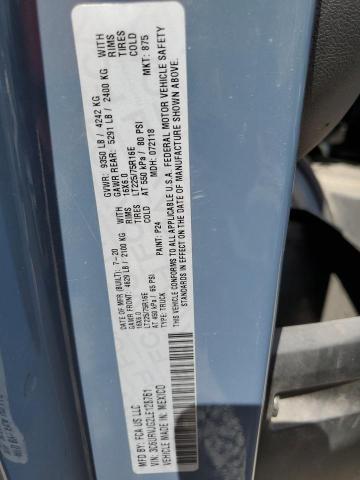 MFD BY: FCA US LLC
DATE OF MFR (BUILT): 7-20
GVWR: 9350 LB / 4242 KG
GAWR FRONT: 4629 LB / 2100 KG
GAWR REAR: 5291 LB / 2400 KG
WITH
16X6.0
16X6.0
RIMS
LT225/75R16E
LT225/75R16E
TIRES
AT 450 kPa / 65 PSI
COLD
AT 550 kPa / 80 PSI
COLD
THIS VEHICLE CONFORMS TO ALL APPLICABLE U.S.A. FEDERAL MOTOR VEHICLE SAFETY
STANDARDS IN EFFECT ON THE DATE OF MANUFACTURE SHOWN ABOVE.
MDH: 072118
MKT: 875
TYPE: TRUCK
PAINT: P24
VEHICLE MADE IN: MEXICO